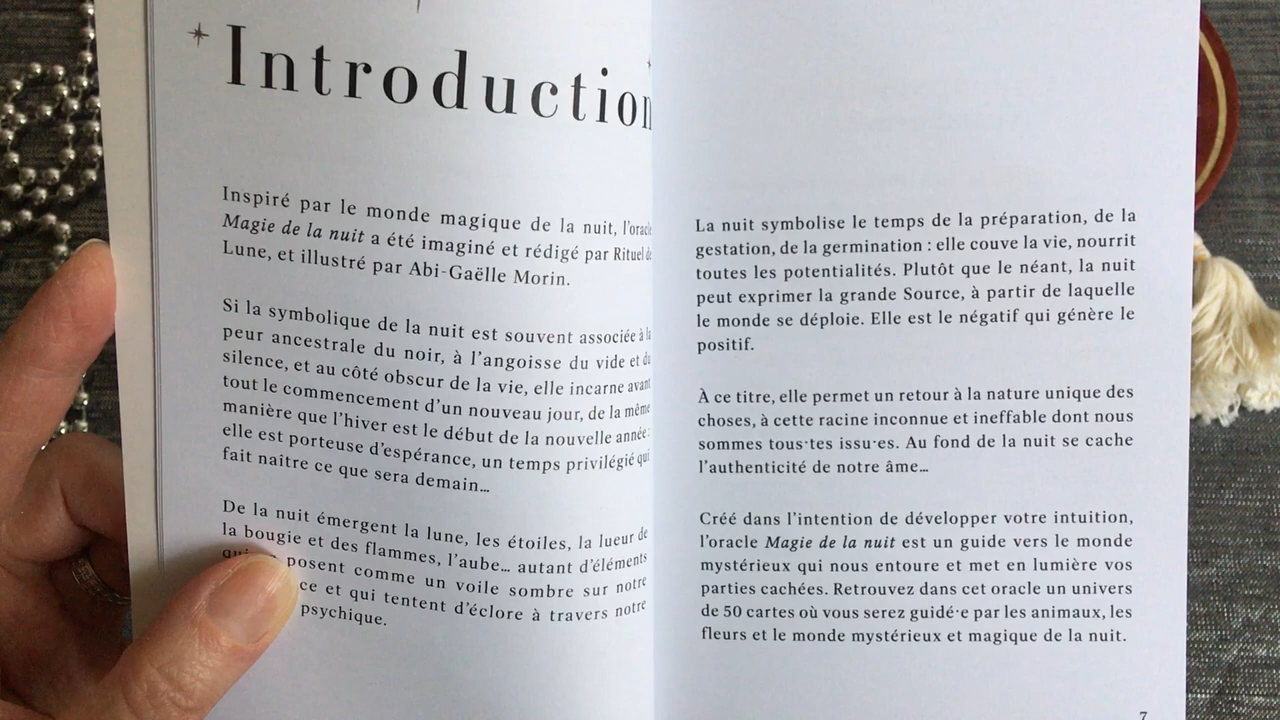 Introduction
Inspiré par le monde magique de la nuit, l'oracle
Magie de la nuit a été imaginé et rédigé par Rituel de
Lune, et illustré par Abi-Gaëlle Morin.
Si la symbolique de la nuit est souvent associée à la
peur ancestrale du noir, à l'angoisse du vide et du
silence, et au côté obscur de la vie, elle incarne avant
tout le commencement d'un nouveau jour, de la même
manière que l'hiver est le début de la nouvelle année :
elle est porteuse d'espérance, un temps privilégié qui
fait naître ce que sera demain…
De la nuit émergent la lune, les étoiles, la lueur de
la bougie et des flammes, l'aube… autant d'éléments
posent comme un voile sombre sur notre
ce et qui tentent d'éclore à travers notre
psychique.
La nuit symbolise le temps de la préparation, de la
gestation, de la germination : elle couve la vie, nourrit
toutes les potentialités. Plutôt que le néant, la nuit
peut exprimer la grande Source, à partir de laquelle
le monde se déploie. Elle est le négatif qui génère le
positif.
À ce titre, elle permet un retour à la nature unique des
choses, à cette racine inconnue et ineffable dont nous
sommes tous·tes issu·es. Au fond de la nuit se cache
l'authenticité de notre âme…
Créé dans l'intention de développer votre intuition,
l'oracle Magie de la nuit est un guide vers le monde
mystérieux qui nous entoure et met en lumière vos
parties cachées. Retrouvez dans cet oracle un univers
de 50 cartes où vous serez guidé·e par les animaux, les
fleurs et le monde mystérieux et magique de la nuit.
7